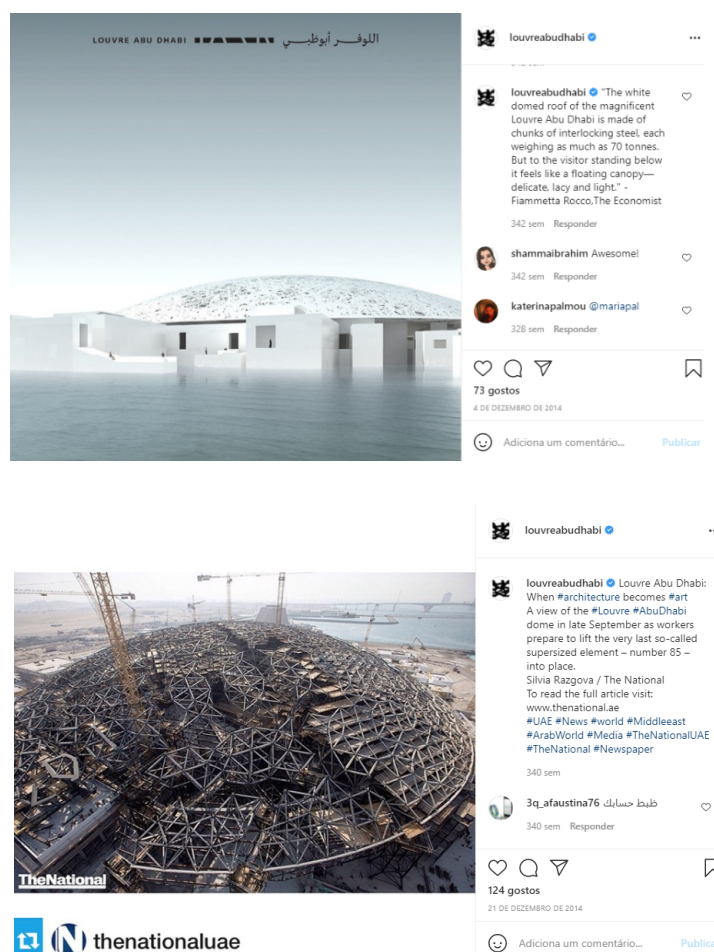 LOUVRE ABU DHABI اللوفـــر أبوظبـــي
louvreabudhabi
louvreabudhabi "The white
domed roof of the magnificent
Louvre Abu Dhabi is made of
chunks of interlocking steel, each
weighing as much as 70 tonnes.
But to the visitor standing below
it feels like a floating canopy—
delicate, lacy and light." -
Fiammetta Rocco,The Economist
342 sem Responder
shammaibrahim Awesome!
342 sem Responder
katerinapalmou @mariapal
328 sem Responder
73 gostos
4 DE DEZEMBRO DE 2014
Adiciona um comentário... Publicar
louvreabudhabi
louvreabudhabi Louvre Abu Dhabi:
When #architecture becomes #art
A view of the #Louvre #AbuDhabi
dome in late September as workers
prepare to lift the very last so-called
supersized element – number 85 –
into place.
Silvia Razgova / The National
To read the full article visit:
www.thenational.ae
#UAE #News #world #Middleeast
#ArabWorld #Media #TheNationalUAE
#TheNational #Newspaper
340 sem
3q_afaustina76 ظبط حسابك
340 sem Responder
124 gostos
21 DE DEZEMBRO DE 2014
Adiciona um comentário... Publica
TheNational
N thenationaluae